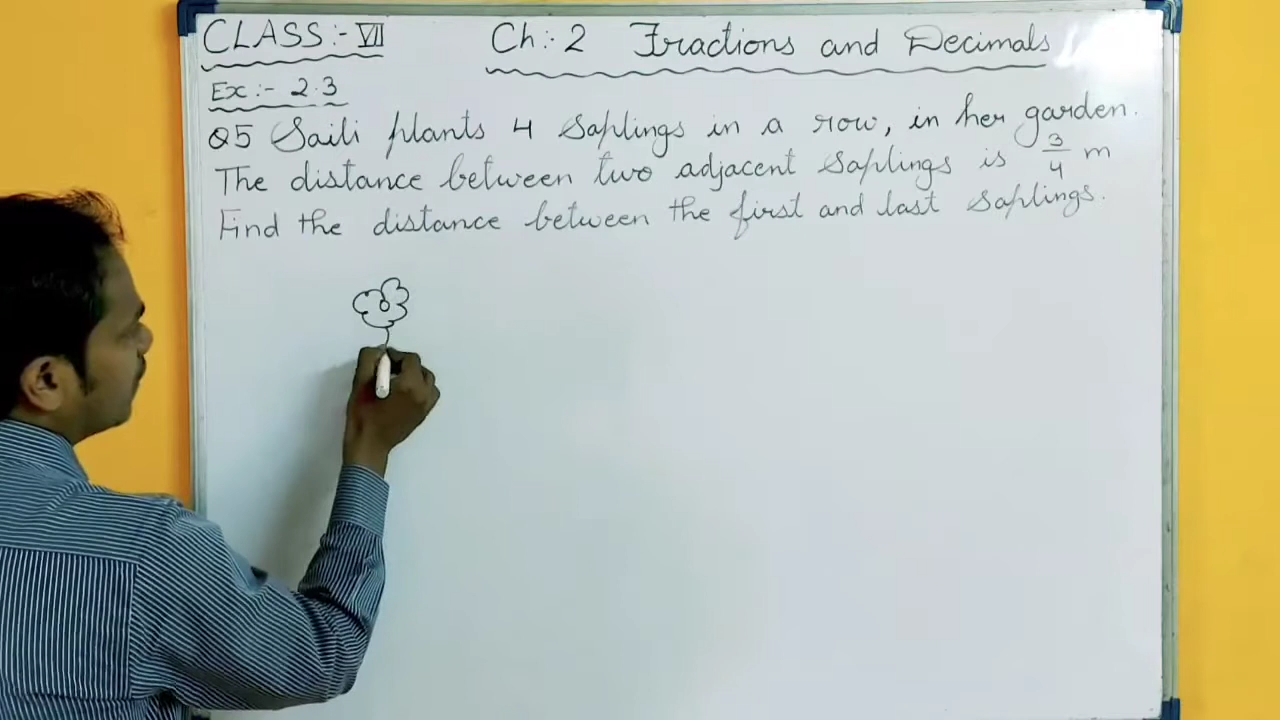 CLASS:- VII Ch:- 2 Fractions and Decimals
Ex:- 2.3
Q5 Saili plants 4 Saplings in a row, in her garden.
The distance between two adjacent Saplings is 3/4 m
Find the distance between the first and last Saplings.